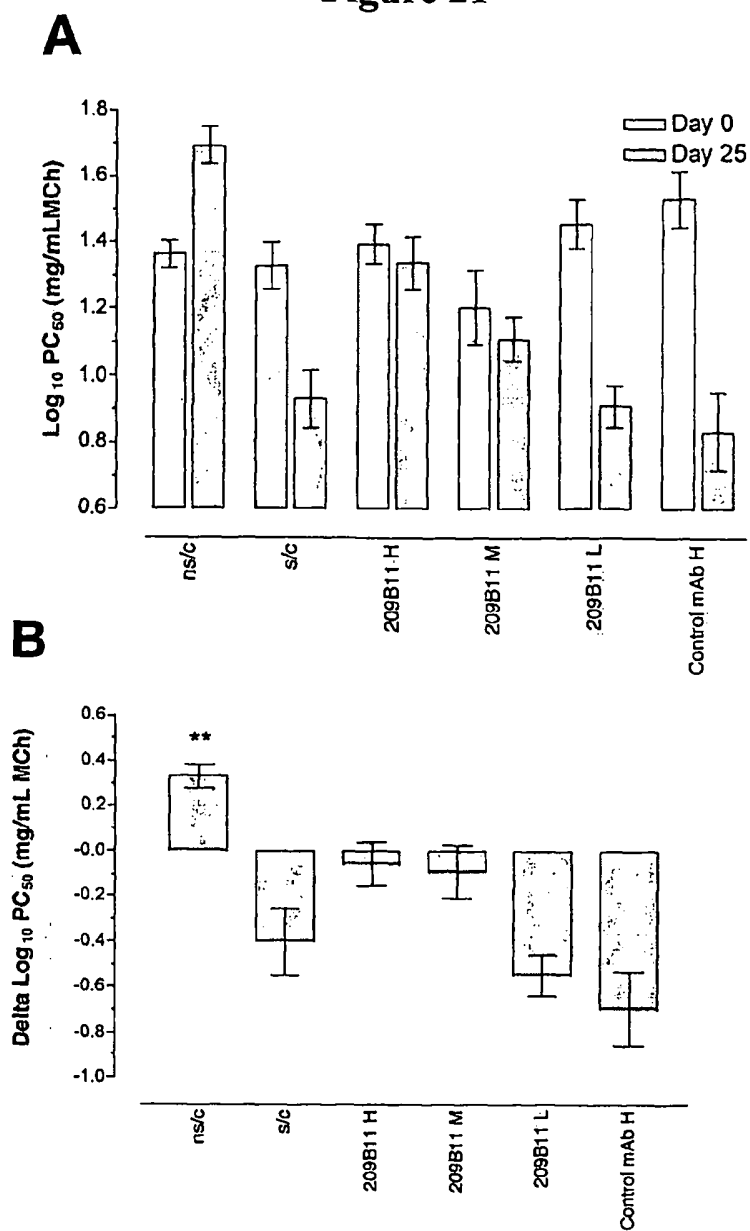 A
Day 0
Day 25
Log₁₀ PC₅₀ (mg/mLMCh)
1.8
1.6
1.4
1.2
1.0
0.8
0.6
ns/c
s/c
209B11 H
209B11 M
209B11 L
Control mAb H
B
Delta Log₁₀ PC₅₀ (mg/mL MCh)
0.6
0.4
0.2
-0.0
-0.2
-0.4
-0.6
-0.8
-1.0
**
ns/c
s/c
209B11 H
209B11 M
209B11 L
Control mAb H